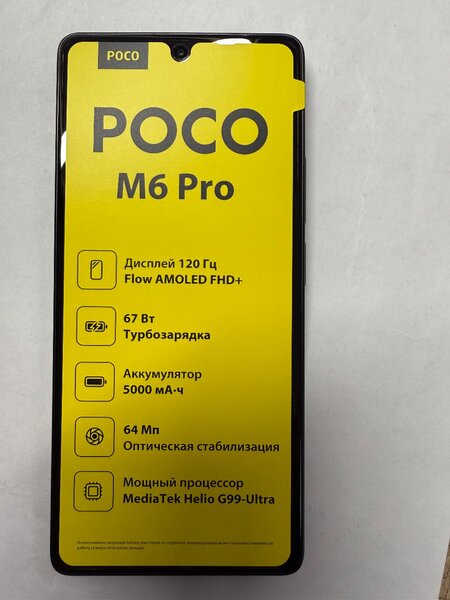 POCO
POCO
M6 Pro
Дисплей 120 Гц
Flow AMOLED FHD+
67 Вт
Турбозарядка
Аккумулятор
5000 мА·ч
64 Мп
Оптическая стабилизация
Мощный процессор
MediaTek Helio G99-Ultra